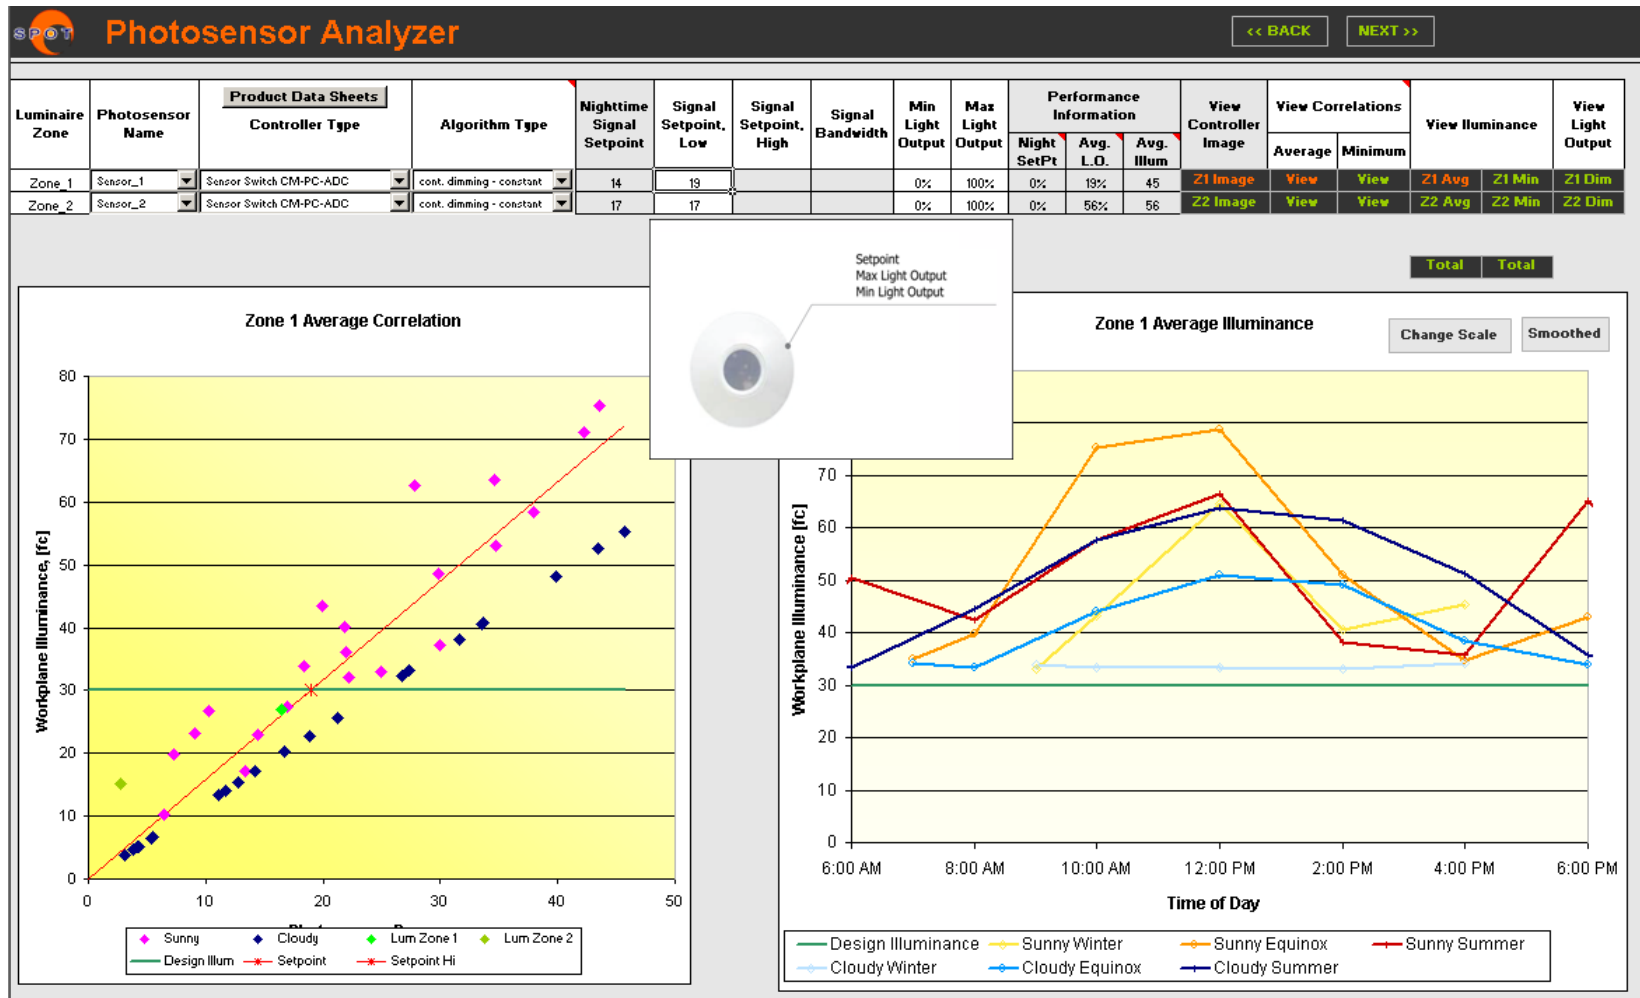 SPOT Photosensor Analyzer << BACK NEXT >>
Luminaire Zone Photosensor Name Product Data Sheets Controller Type Algorithm Type Nighttime Signal Setpoint Signal Setpoint, Low Signal Setpoint, High Signal Bandwidth Min Light Output Max Light Output Performance Information Night SetPt Avg. L.O. Avg. Illum View Controller Image View Correlations Average Minimum View Iluminance View Light Output
Zone_1 Sensor_1 Sensor Switch CM-PC-ADC cont. dimming - constant 14 19 0% 100% 0% 19% 45 Z1 Image View View Z1 Avg Z1 Min Z1 Dim
Zone_2 Sensor_2 Sensor Switch CM-PC-ADC cont. dimming - constant 17 17 0% 100% 0% 56% 56 Z2 Image View View Z2 Avg Z2 Min Z2 Dim
Setpoint
Max Light Output
Min Light Output
Total Total
Zone 1 Average Correlation
80
70
60
50
40
30
20
10
0
Workplane Illuminance, [fc]
0 10 20 30 40 50
Sunny Cloudy Lum Zone 1 Lum Zone 2
Design Illum Setpoint Setpoint Hi
Zone 1 Average Illuminance
Change Scale Smoothed
70
60
50
40
30
20
10
0
Workplane Illuminance [fc]
6:00 AM 8:00 AM 10:00 AM 12:00 PM 2:00 PM 4:00 PM 6:00 PM
Time of Day
Design Illuminance Sunny Winter Sunny Equinox Sunny Summer
Cloudy Winter Cloudy Equinox Cloudy Summer